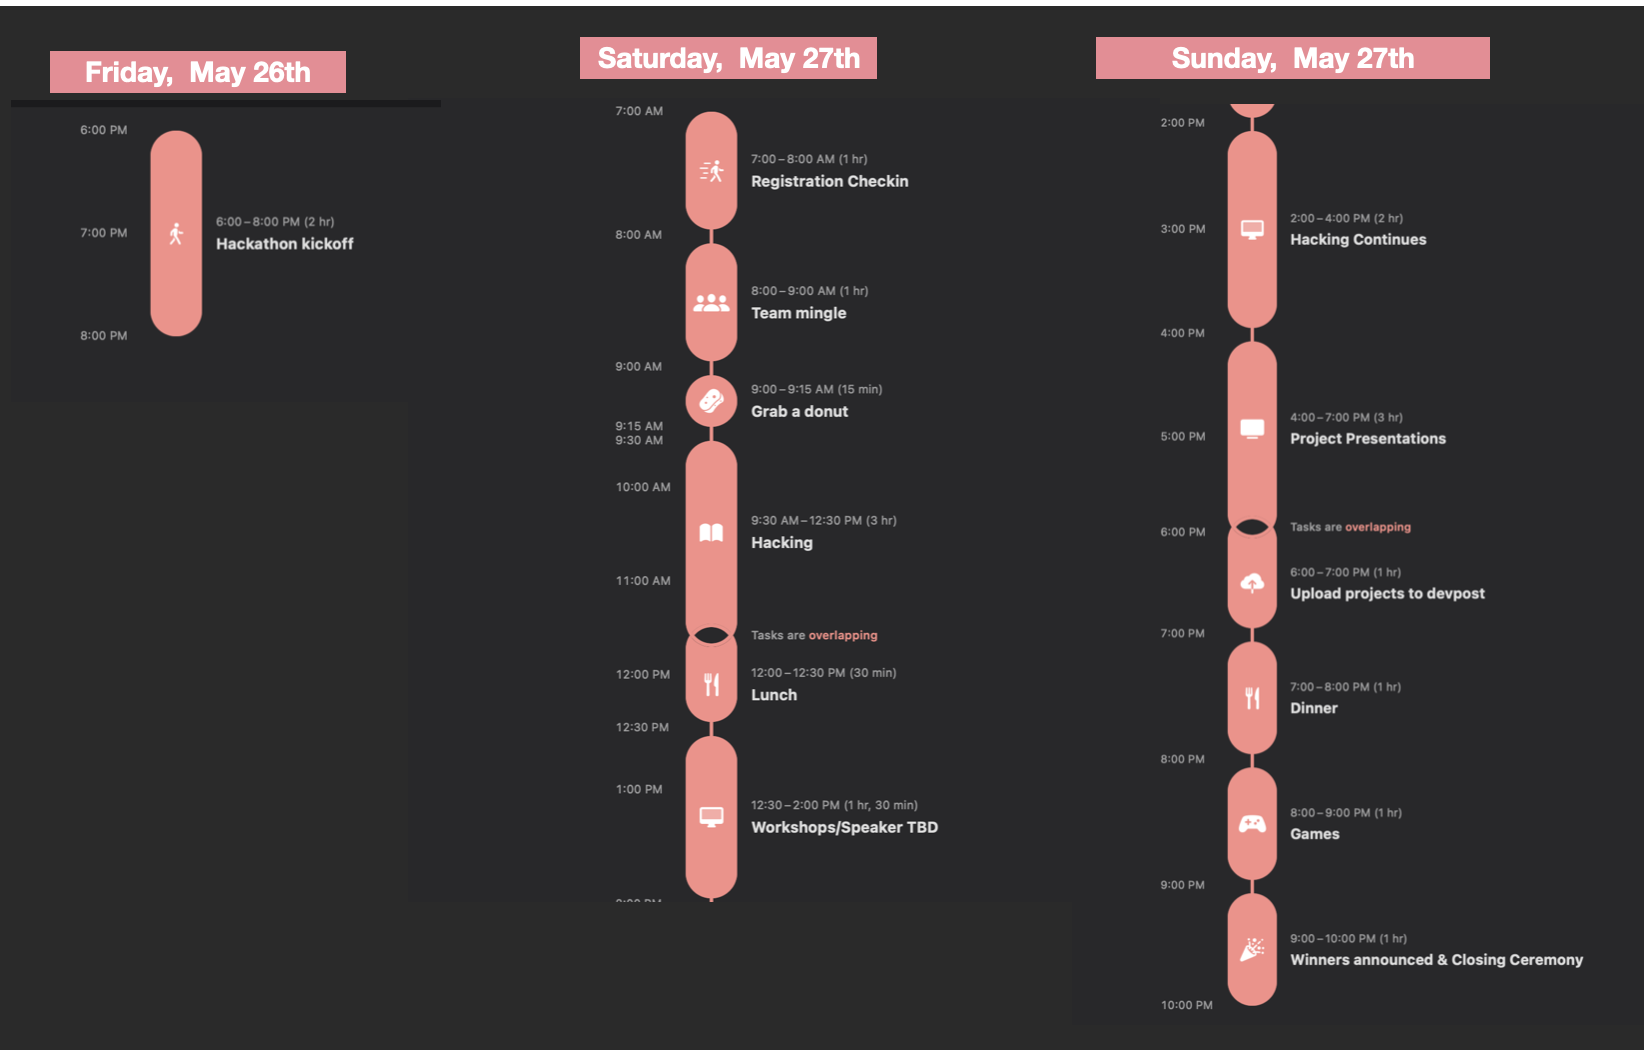 Friday, May 26th
6:00 PM
6:00 – 8:00 PM (2 hr)
7:00 PM
Hackathon kickoff
8:00 PM
Saturday, May 27th
7:00 AM
7:00 – 8:00 AM (1 hr)
Registration Checkin
8:00 AM
8:00 – 9:00 AM (1 hr)
Team mingle
9:00 AM
9:00 – 9:15 AM (15 min)
Grab a donut
9:15 AM
9:30 AM
10:00 AM
9:30 AM – 12:30 PM (3 hr)
Hacking
11:00 AM
Tasks are overlapping
12:00 PM
12:00 – 12:30 PM (30 min)
Lunch
12:30 PM
1:00 PM
12:30 – 2:00 PM (1 hr, 30 min)
Workshops/Speaker TBD
Sunday, May 27th
2:00 PM
2:00 – 4:00 PM (2 hr)
3:00 PM
Hacking Continues
4:00 PM
4:00 – 7:00 PM (3 hr)
5:00 PM
Project Presentations
Tasks are overlapping
6:00 PM
6:00 – 7:00 PM (1 hr)
Upload projects to devpost
7:00 PM
7:00 – 8:00 PM (1 hr)
Dinner
8:00 PM
8:00 – 9:00 PM (1 hr)
Games
9:00 PM
9:00 – 10:00 PM (1 hr)
Winners announced & Closing Ceremony
10:00 PM